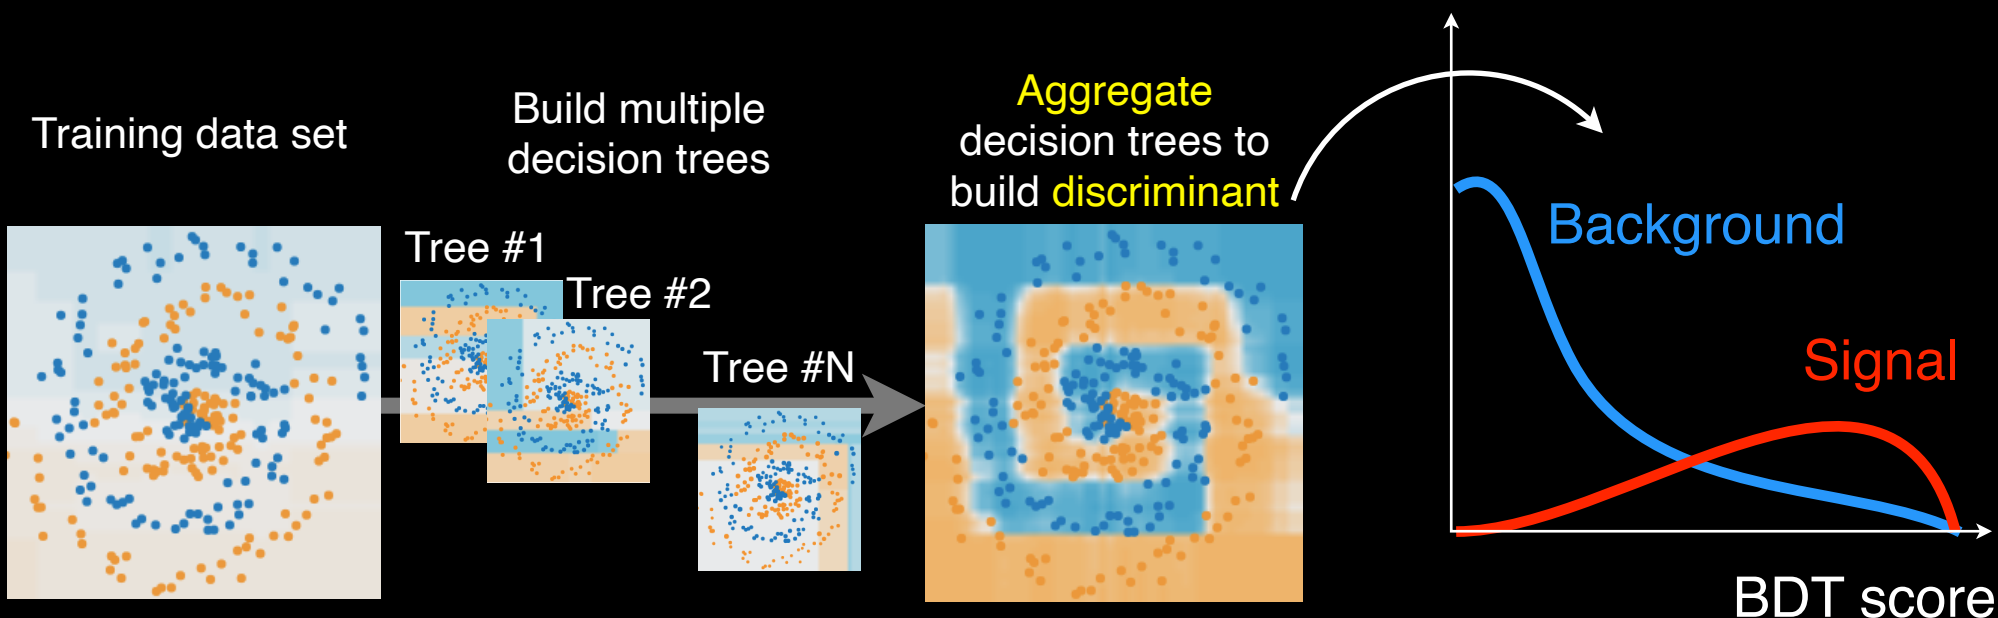 Training data set
Build multiple
decision trees
Tree #1
Tree #2
Tree #N
Aggregate
decision trees to
build discriminant
Background
Signal
BDT score